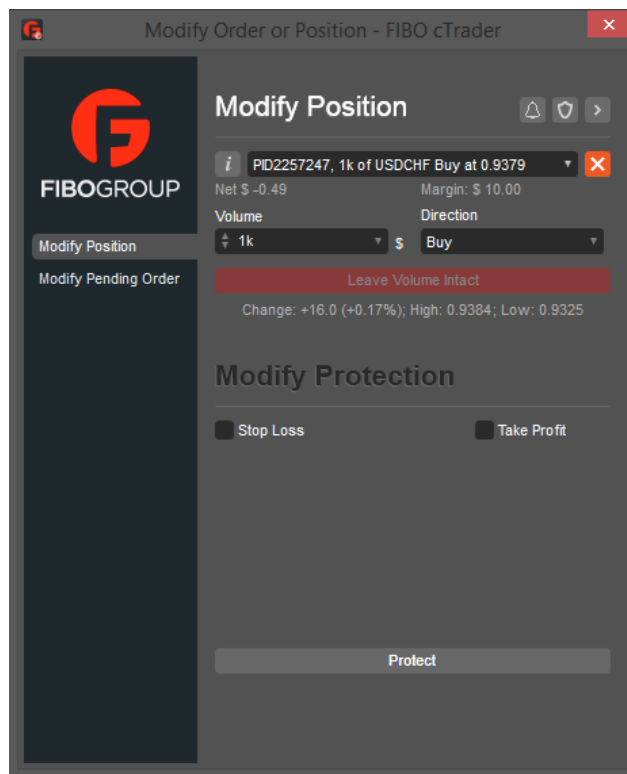 Modify Order or Position - FIBO cTrader
FIBOGROUP
Modify Position
Modify Pending Order
Modify Position
i PID2257247, 1k of USDCHF Buy at 0.9379
Net $ -0.49 Margin: $ 10.00
Volume Direction
1k $ Buy
Leave Volume Intact
Change: +16.0 (+0.17%); High: 0.9384; Low: 0.9325
Modify Protection
Stop Loss Take Profit
Protect